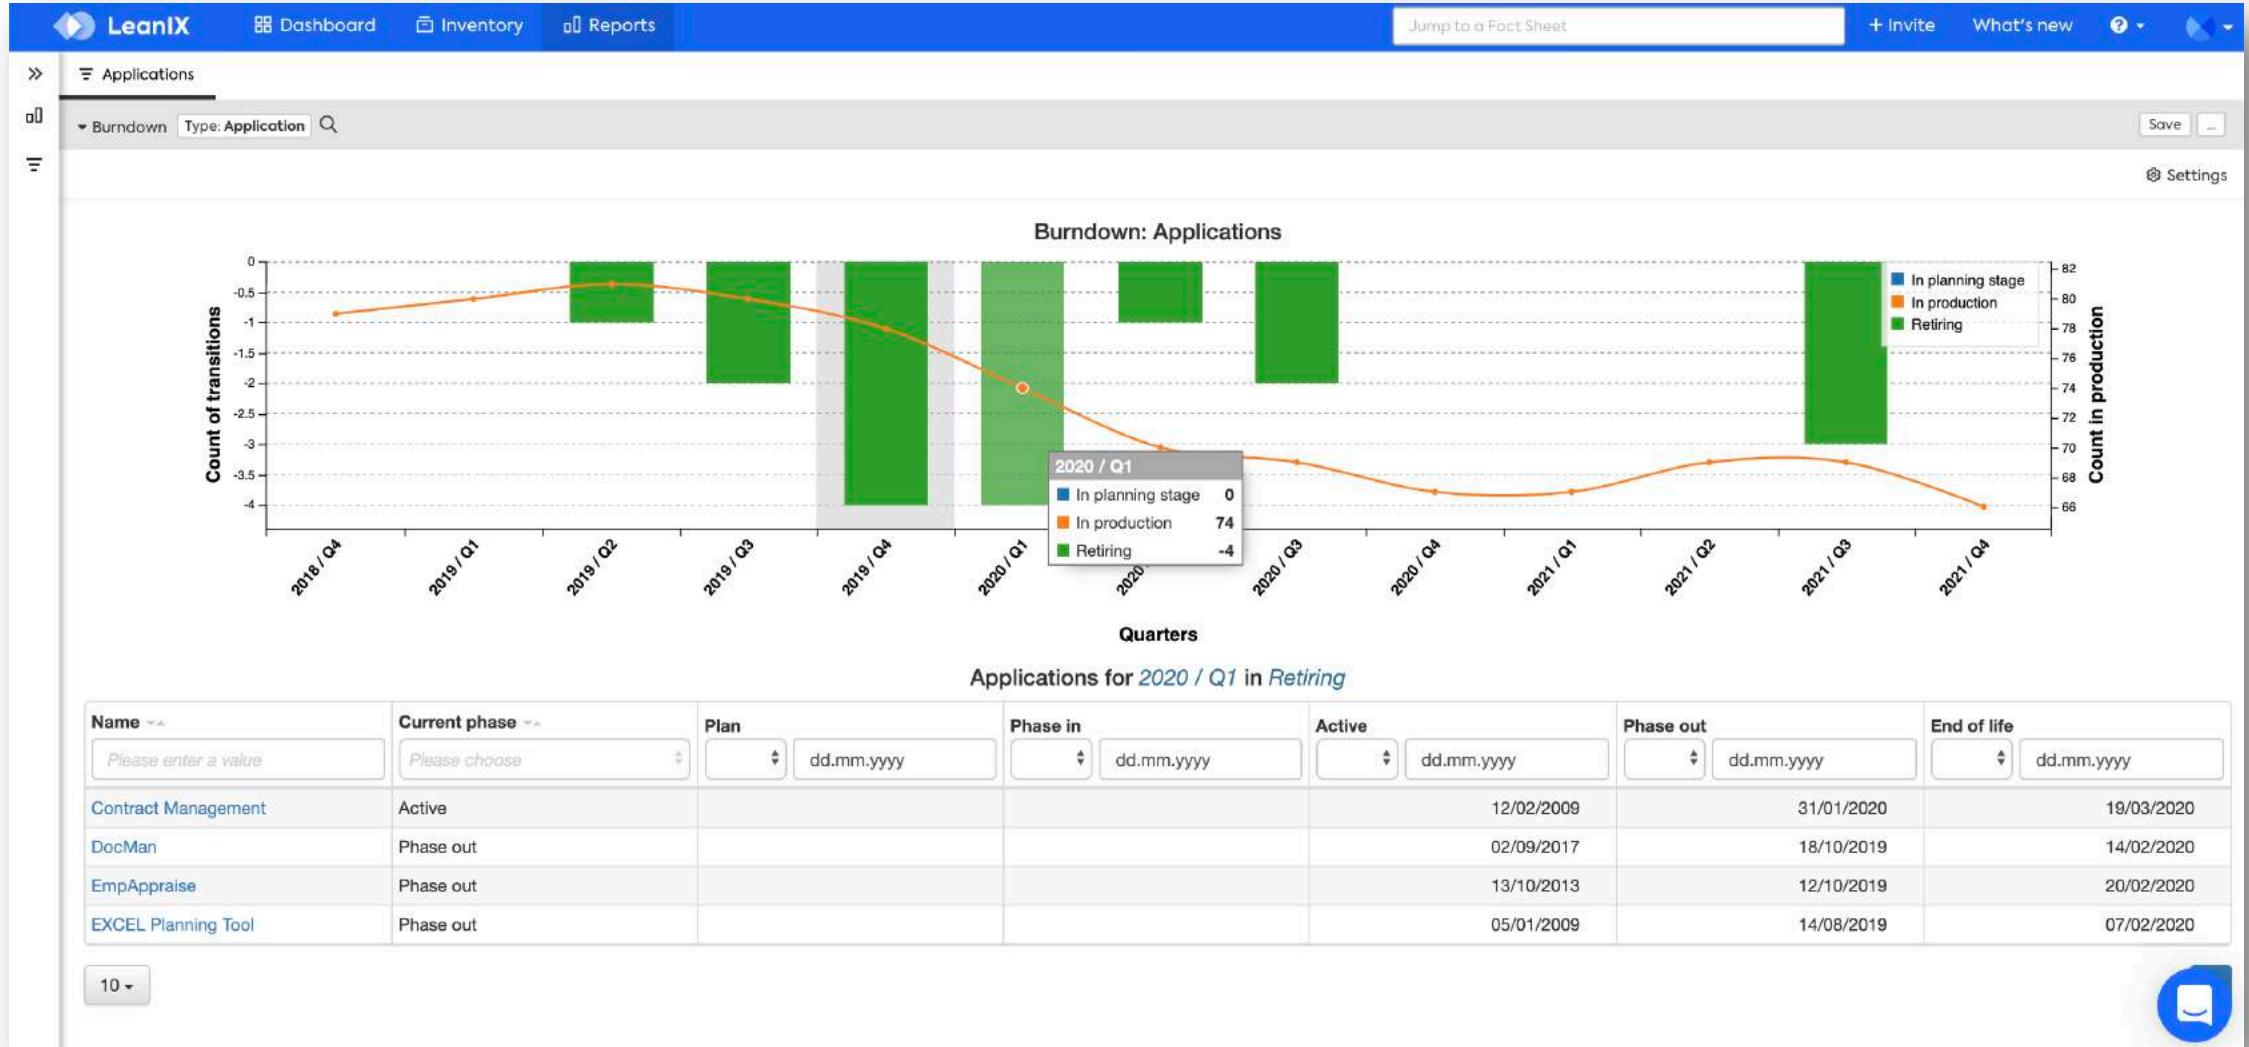 LeanIX Dashboard Inventory Reports Jump to a Fact Sheet + Invite What's new ?
Applications
Burndown Type: Application Save ...
Settings
Burndown: Applications
Count of transitions
0
-0.5
-1
-1.5
-2
-2.5
-3
-3.5
-4
82
80
78
76
74
72
70
68
66
Count in production
In planning stage
In production
Retiring
2020 / Q1
In planning stage 0
In production 74
Retiring -4
2018 / Q4 2019 / Q1 2019 / Q2 2019 / Q3 2019 / Q4 2020 / Q1 2020 2020 / Q3 2020 / Q4 2021 / Q1 2021 / Q2 2021 / Q3 2021 / Q4
Quarters
Applications for 2020 / Q1 in Retiring
Name Current phase Plan Phase in Active Phase out End of life
Please enter a value Please choose dd.mm.yyyy dd.mm.yyyy dd.mm.yyyy dd.mm.yyyy dd.mm.yyyy
Contract Management Active 12/02/2009 31/01/2020 19/03/2020
DocMan Phase out 02/09/2017 18/10/2019 14/02/2020
EmpAppraise Phase out 13/10/2013 12/10/2019 20/02/2020
EXCEL Planning Tool Phase out 05/01/2009 14/08/2019 07/02/2020
10